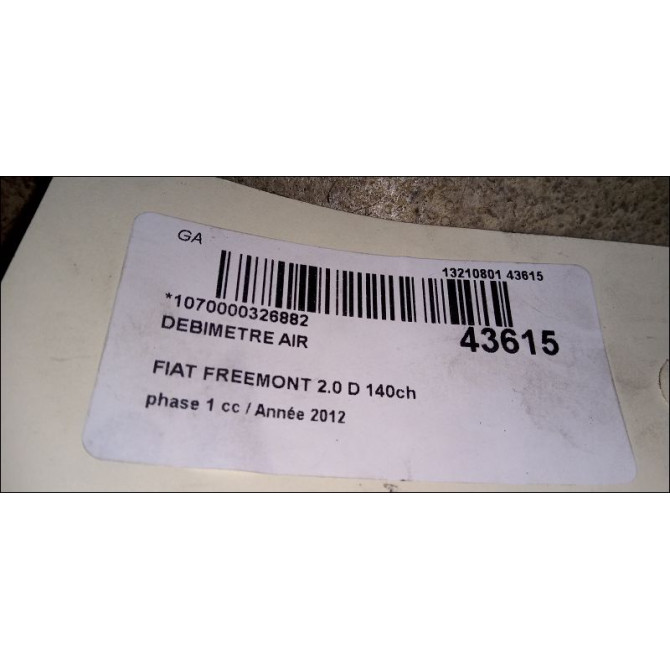 GA
13210801 43615
*1070000326882
DEBIMETRE AIR
43615
FIAT FREEMONT 2.0 D 140ch
phase 1 cc / Année 2012